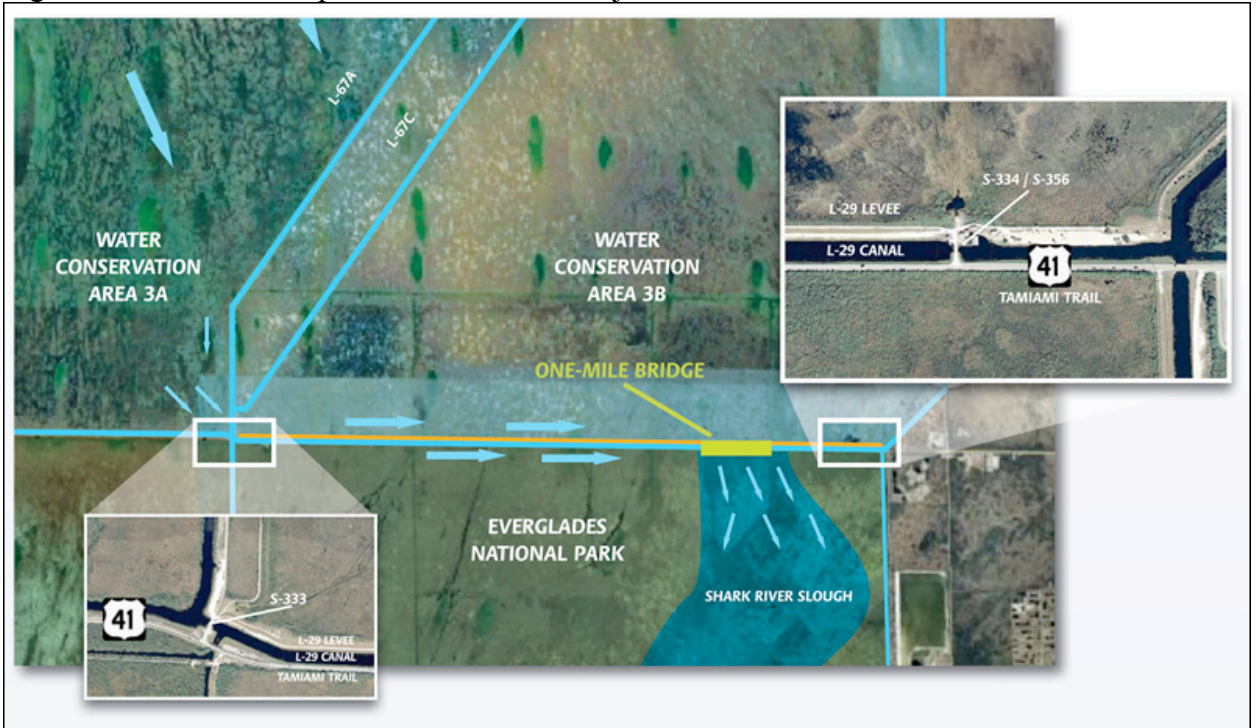 L-67A
L-67C
WATER
CONSERVATION
AREA 3A
WATER
CONSERVATION
AREA 3B
S-334 / S-356
L-29 LEVEE
L-29 CANAL
41
TAMIAMI TRAIL
ONE-MILE BRIDGE
EVERGLADES
NATIONAL PARK
SHARK RIVER SLOUGH
S-333
41
L-29 LEVEE
L-29 CANAL
TAMIAMI TRAIL